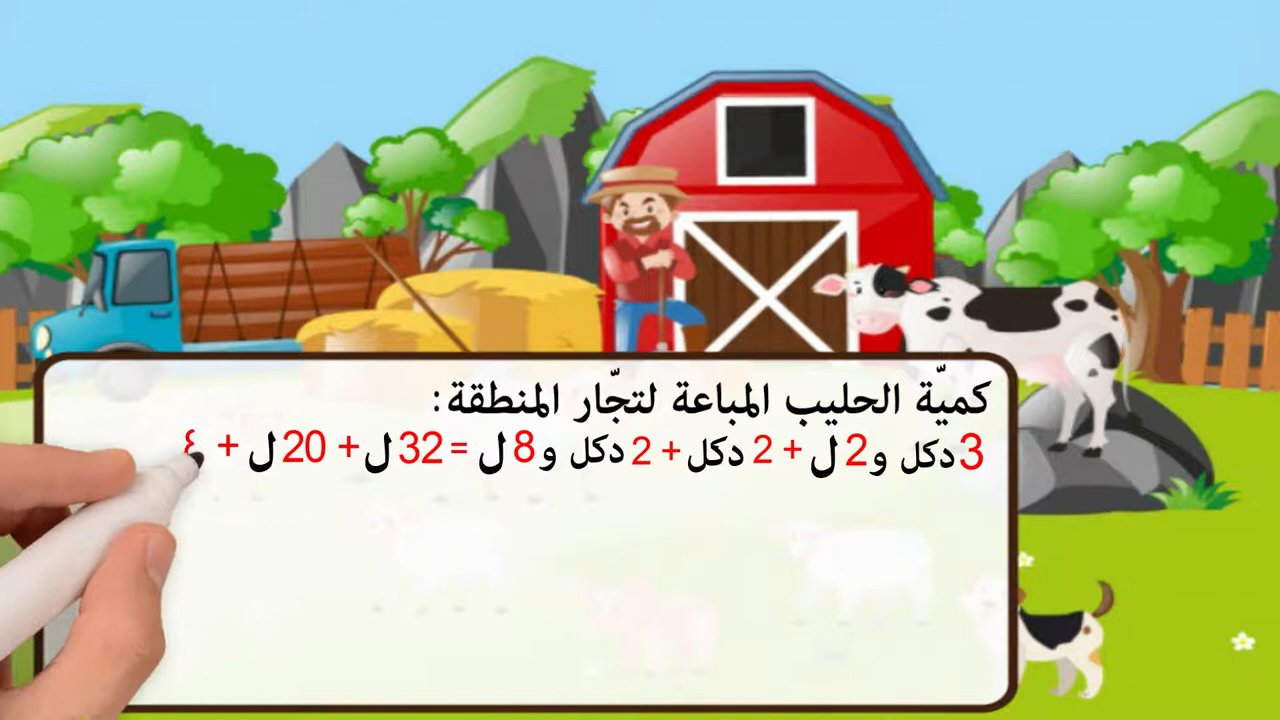 كميّة الحليب المباعة لتجّار المنطقة:
3 دكل و 2 ل + 2 دكل + 2 دكل و 8 ل = 32 ل + 20 ل +